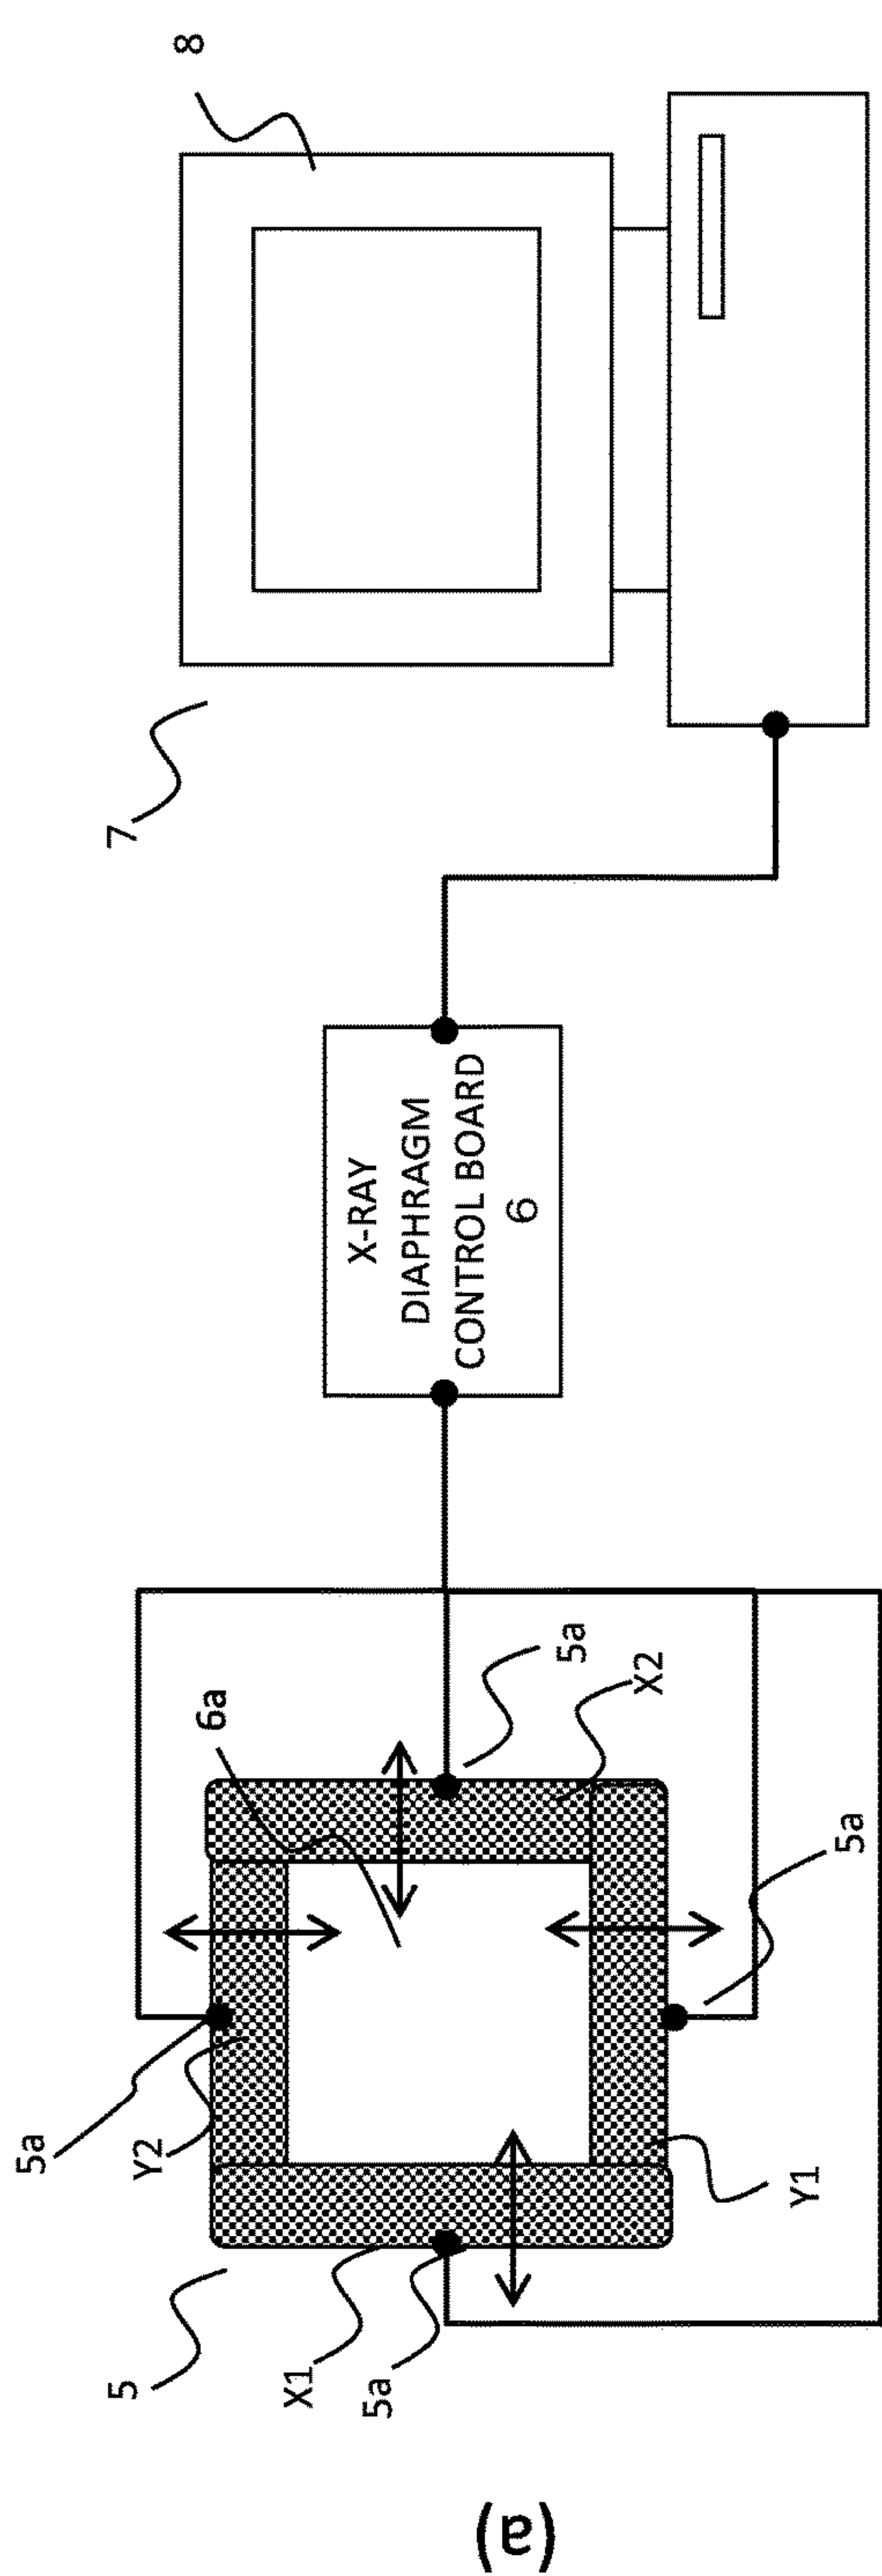 (a)
5
X1
5a
5a
Y2
Y1
6a
5a
X2
5a
X-RAY
DIAPHRAGM
CONTROL BOARD
6
7
8